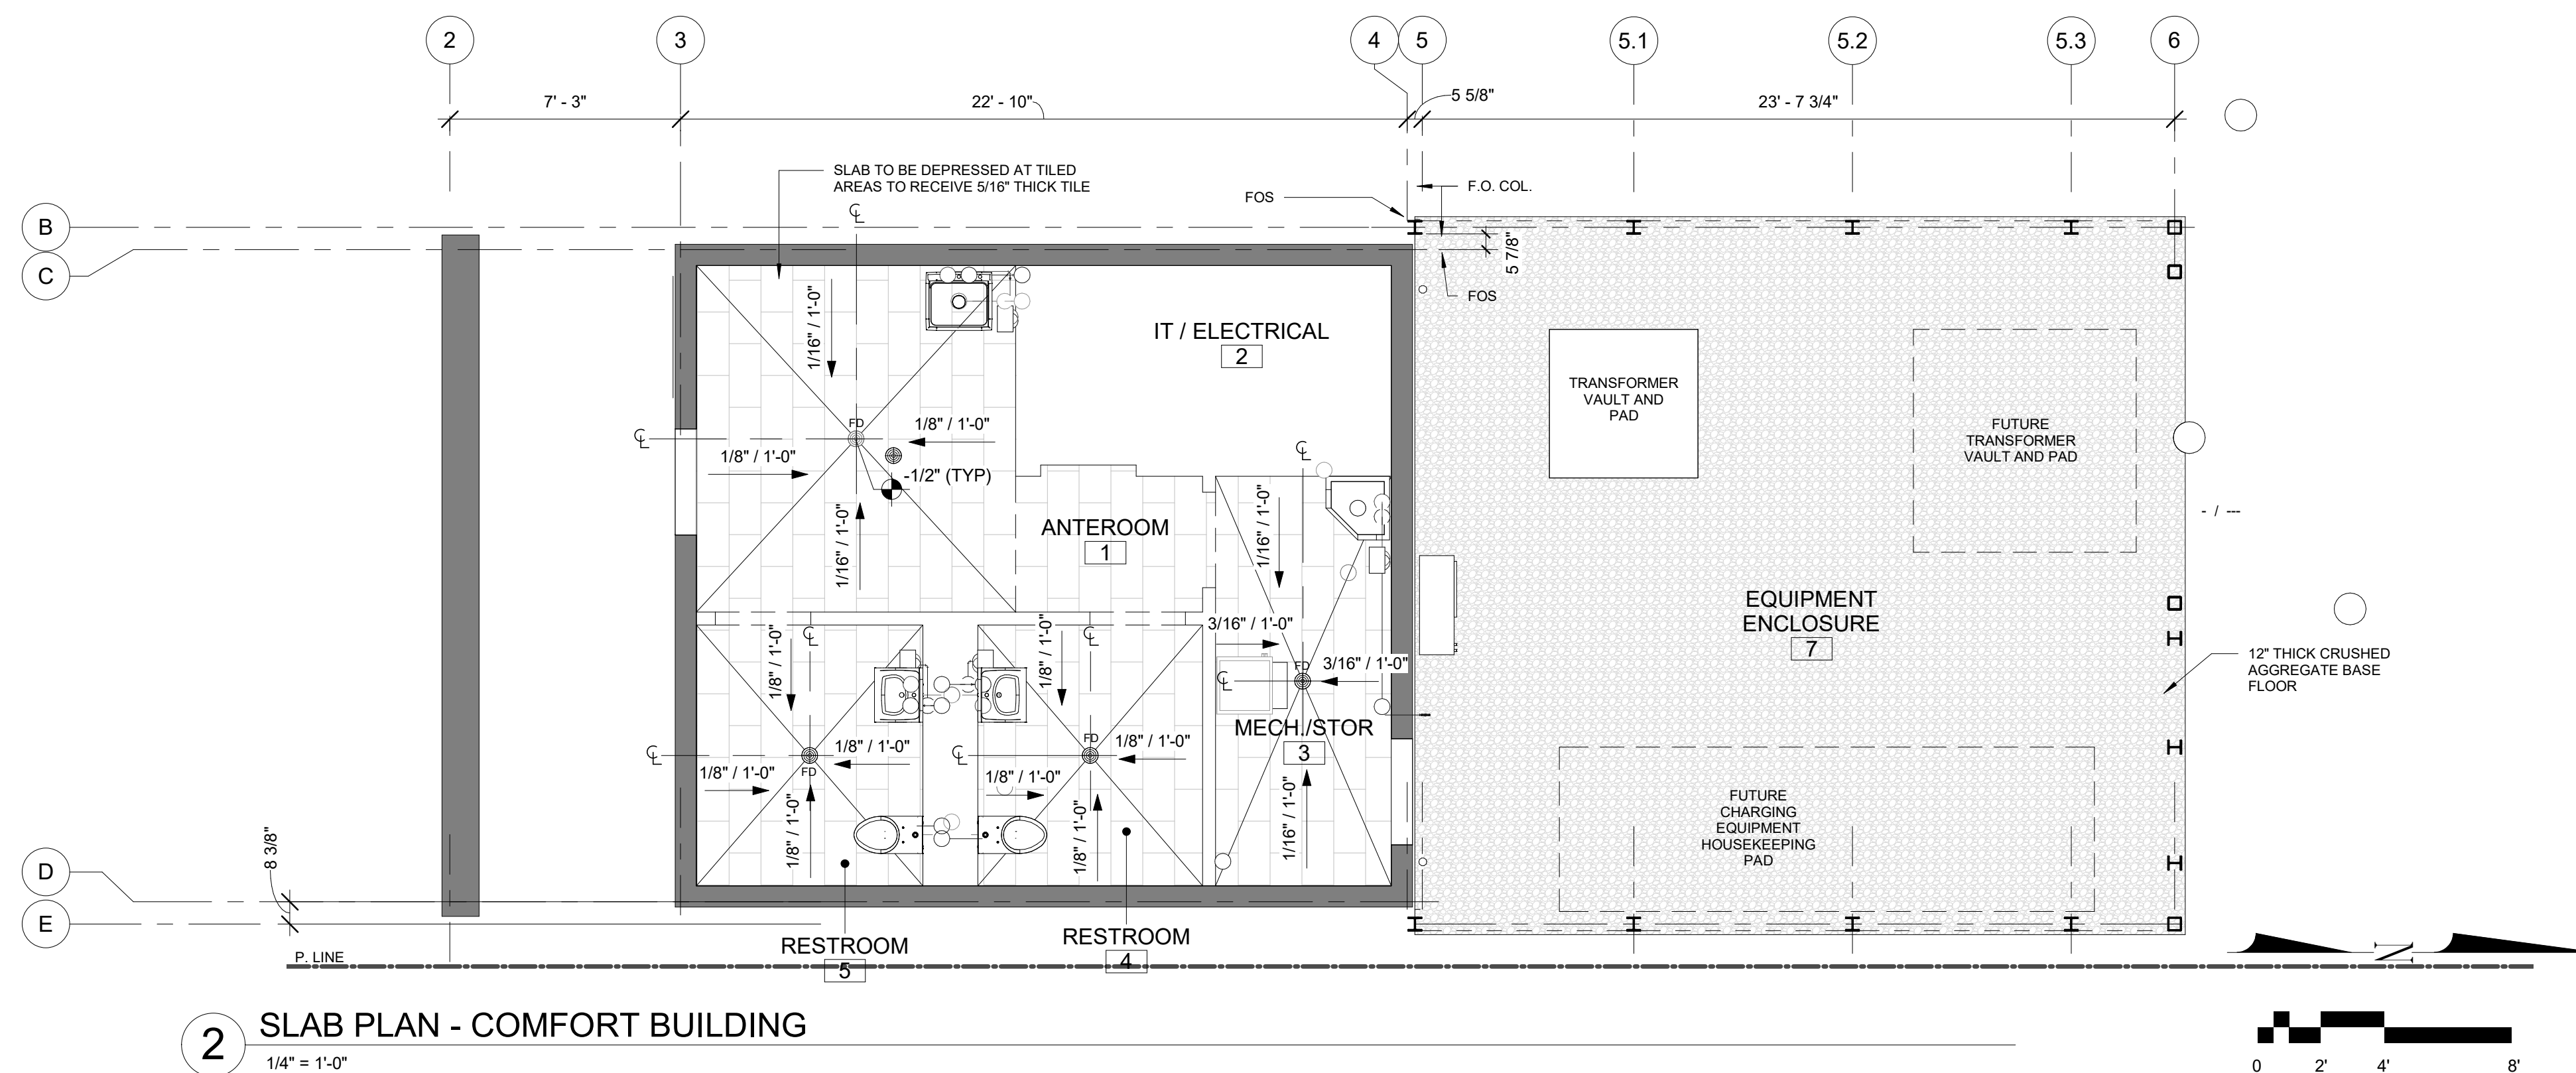 2
3
4
5
5.1
5.2
5.3
6
7' - 3"
22' - 10"
5 5/8"
23' - 7 3/4"
SLAB TO BE DEPRESSED AT TILED
AREAS TO RECEIVE 5/16" THICK TILE
FOS
F.O. COL.
B
C
5 7/8"
FOS
1/16" / 1'-0"
IT / ELECTRICAL
2
TRANSFORMER
VAULT AND
PAD
FUTURE
TRANSFORMER
VAULT AND PAD
FD
1/8" / 1'-0"
1/8" / 1'-0"
-1/2" (TYP)
1/16" / 1'-0"
ANTEROOM
1
1/16" / 1'-0"
- / ---
EQUIPMENT
ENCLOSURE
7
1/8" / 1'-0"
1/8" / 1'-0"
3/16" / 1'-0"
FD
3/16" / 1'-0"
12" THICK CRUSHED
AGGREGATE BASE
FLOOR
MECH./STOR
3
FD
1/8" / 1'-0"
1/8" / 1'-0"
FD
1/8" / 1'-0"
1/8" / 1'-0"
1/8" / 1'-0"
1/8" / 1'-0"
1/16" / 1'-0"
FUTURE
CHARGING
EQUIPMENT
HOUSEKEEPING
PAD
8 3/8"
D
E
RESTROOM
5
RESTROOM
4
P. LINE
2
SLAB PLAN - COMFORT BUILDING
1/4" = 1'-0"
0
2'
4'
8'